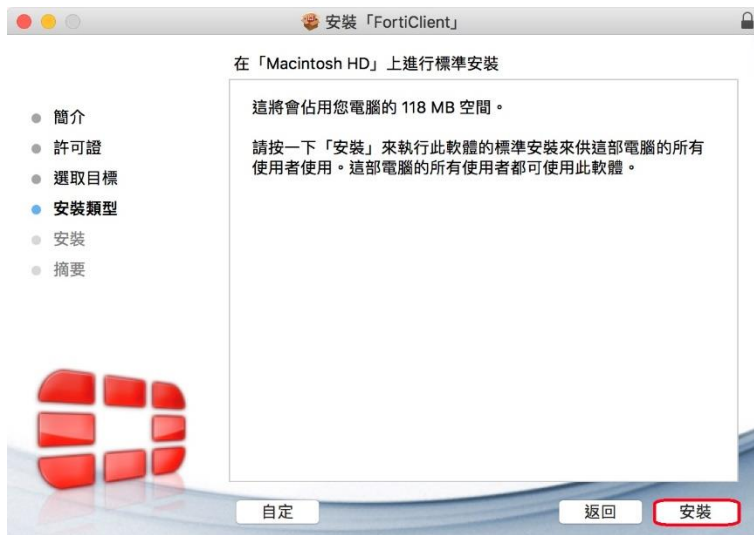 安裝「FortiClient」
在「Macintosh HD」上進行標準安裝
簡介
許可證
選取目標
安裝類型
安裝
摘要
這將會佔用您電腦的 118 MB 空間。
請按一下「安裝」來執行此軟體的標準安裝來供這部電腦的所有
使用者使用。這部電腦的所有使用者都可使用此軟體。
自定
返回
安裝